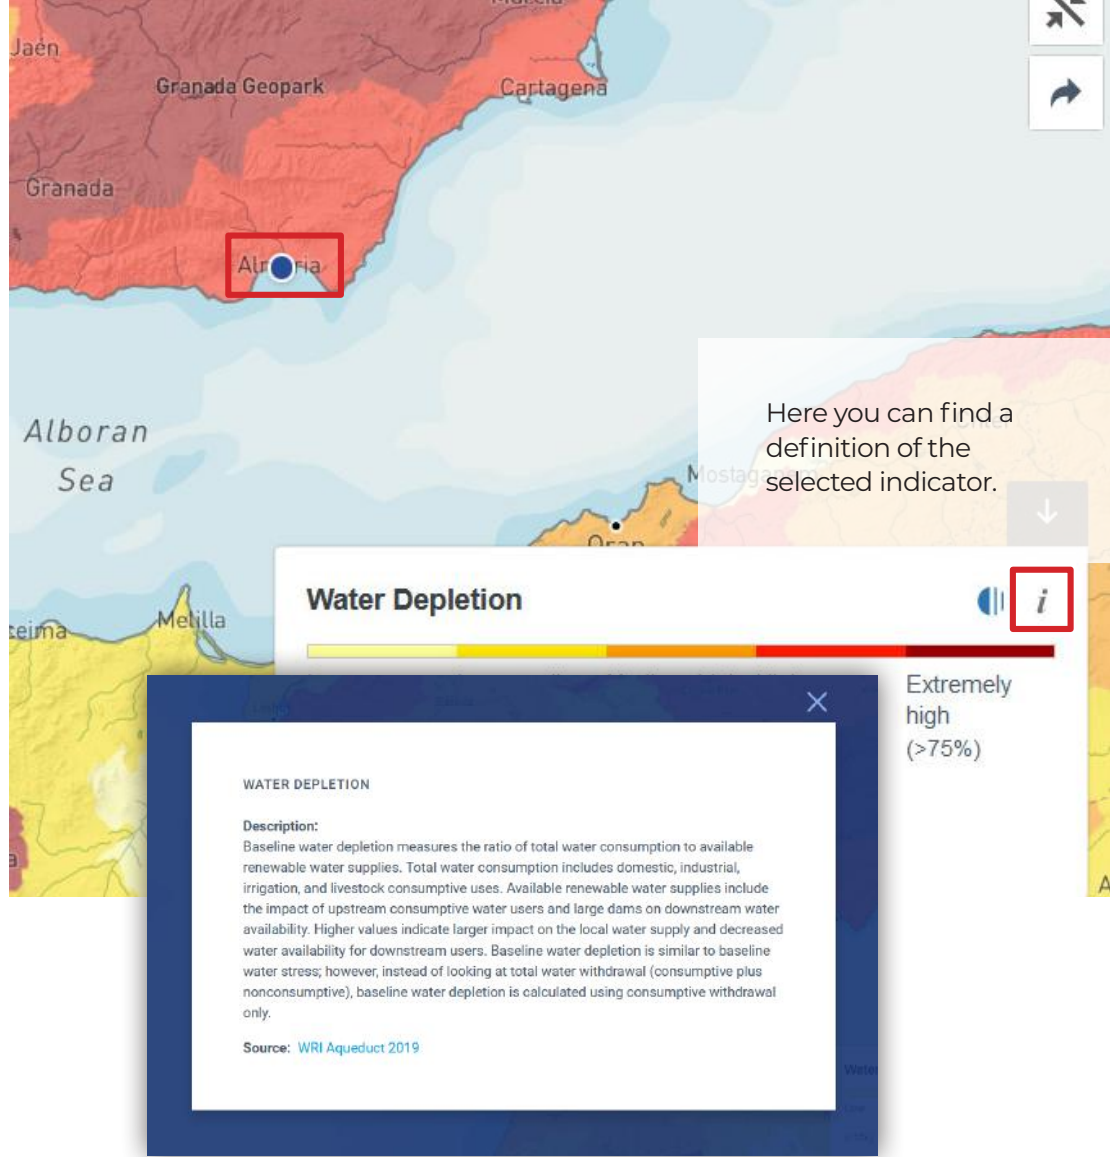 Jaén
Granada Geopark
Cartagena
Granada
Alboran
Sea
Here you can find a
definition of the
selected indicator.
Oran
Melilla
Water Depletion
i
Extremely
high
(>75%)
WATER DEPLETION
Description:
Baseline water depletion measures the ratio of total water consumption to available
renewable water supplies. Total water consumption includes domestic, industrial,
irrigation, and livestock consumptive uses. Available renewable water supplies include
the impact of upstream consumptive water users and large dams on downstream water
availability. Higher values indicate larger impact on the local water supply and decreased
water availability for downstream users. Baseline water depletion is similar to baseline
water stress; however, instead of looking at total water withdrawal (consumptive plus
nonconsumptive), baseline water depletion is calculated using consumptive withdrawal
only.
Source: WRI Aqueduct 2019